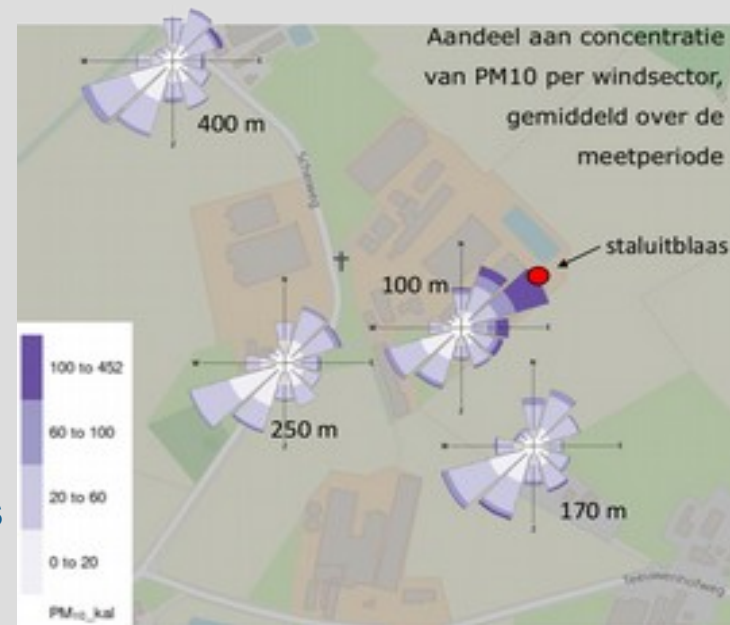 Aandeel aan concentratie
van PM10 per windsector,
gemiddeld over de
meetperiode
400 m
staluitblaas
100 m
250 m
170 m
100 to 452
60 to 100
20 to 60
0 to 20
PM₁₀_kal